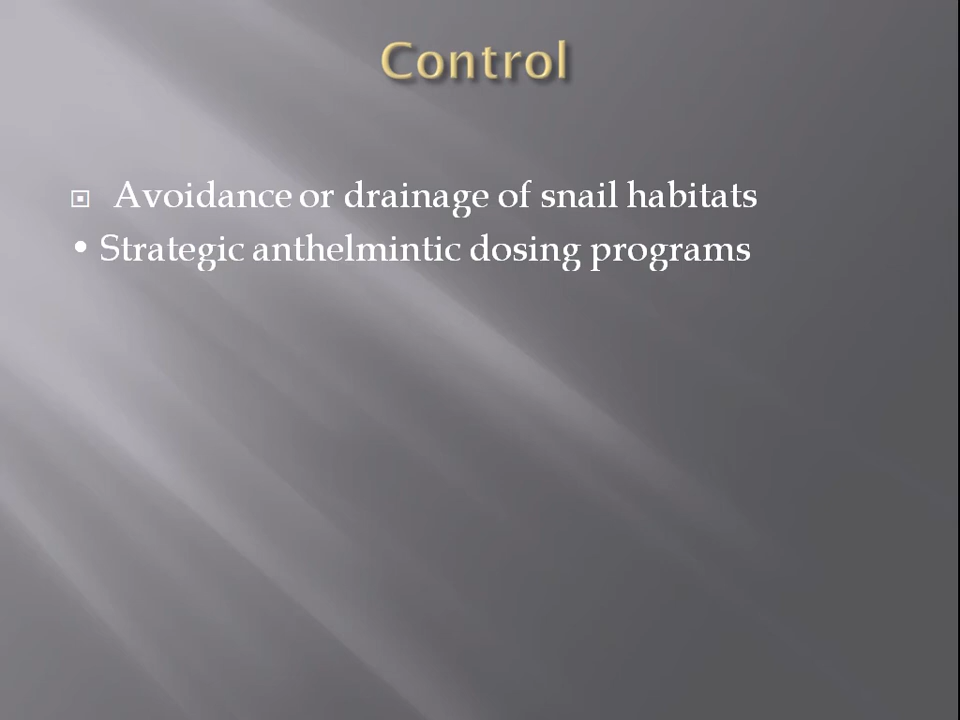 Control
Avoidance or drainage of snail habitats
• Strategic anthelmintic dosing programs